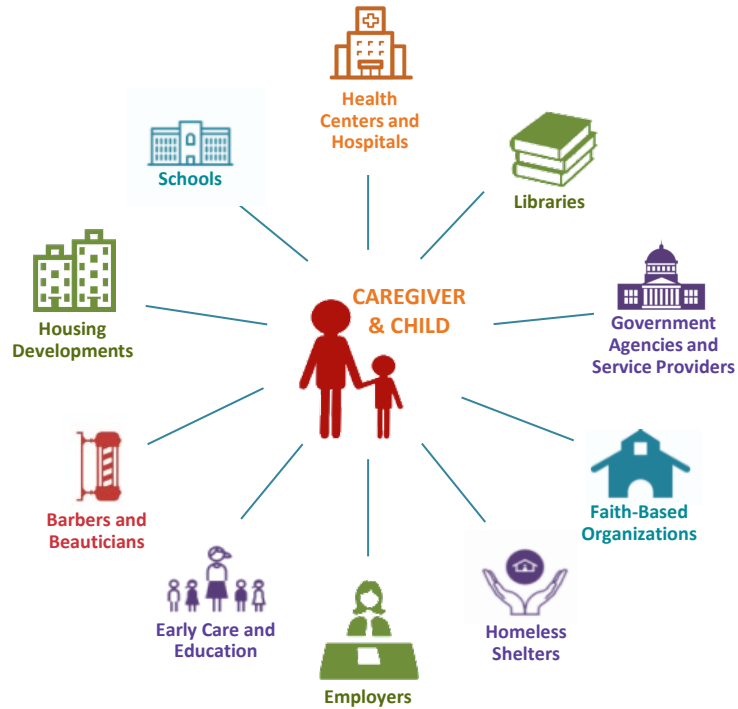 Health
Centers and
Hospitals
Schools
Libraries
CAREGIVER
& CHILD
Government
Agencies and
Service Providers
Housing
Developments
Faith-Based
Organizations
Barbers and
Beauticians
Early Care and
Education
Homeless
Shelters
Employers